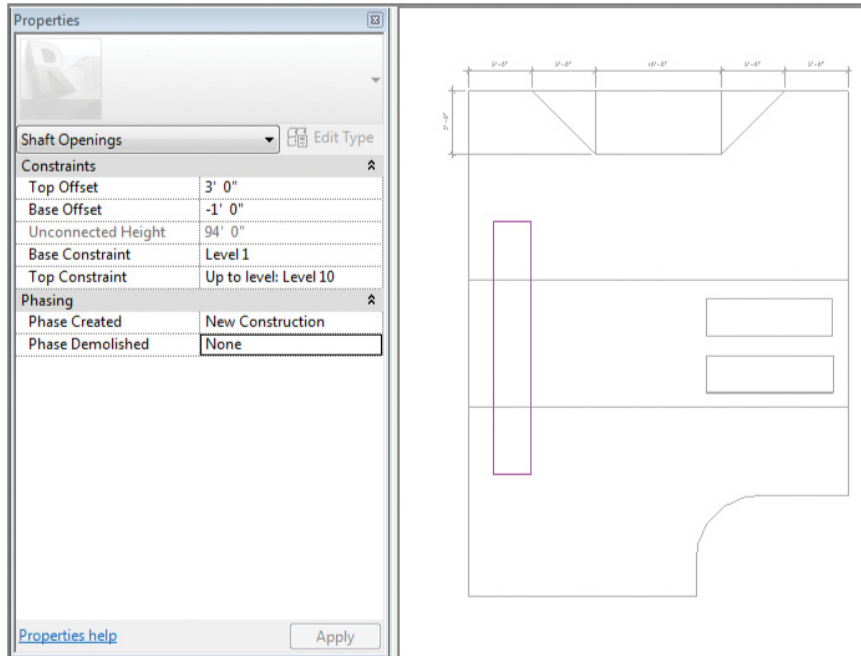 Properties
Shaft Openings
Edit Type
Constraints
Top Offset 3' 0"
Base Offset -1' 0"
Unconnected Height 94' 0"
Base Constraint Level 1
Top Constraint Up to level: Level 10
Phasing
Phase Created New Construction
Phase Demolished None
Properties help
Apply